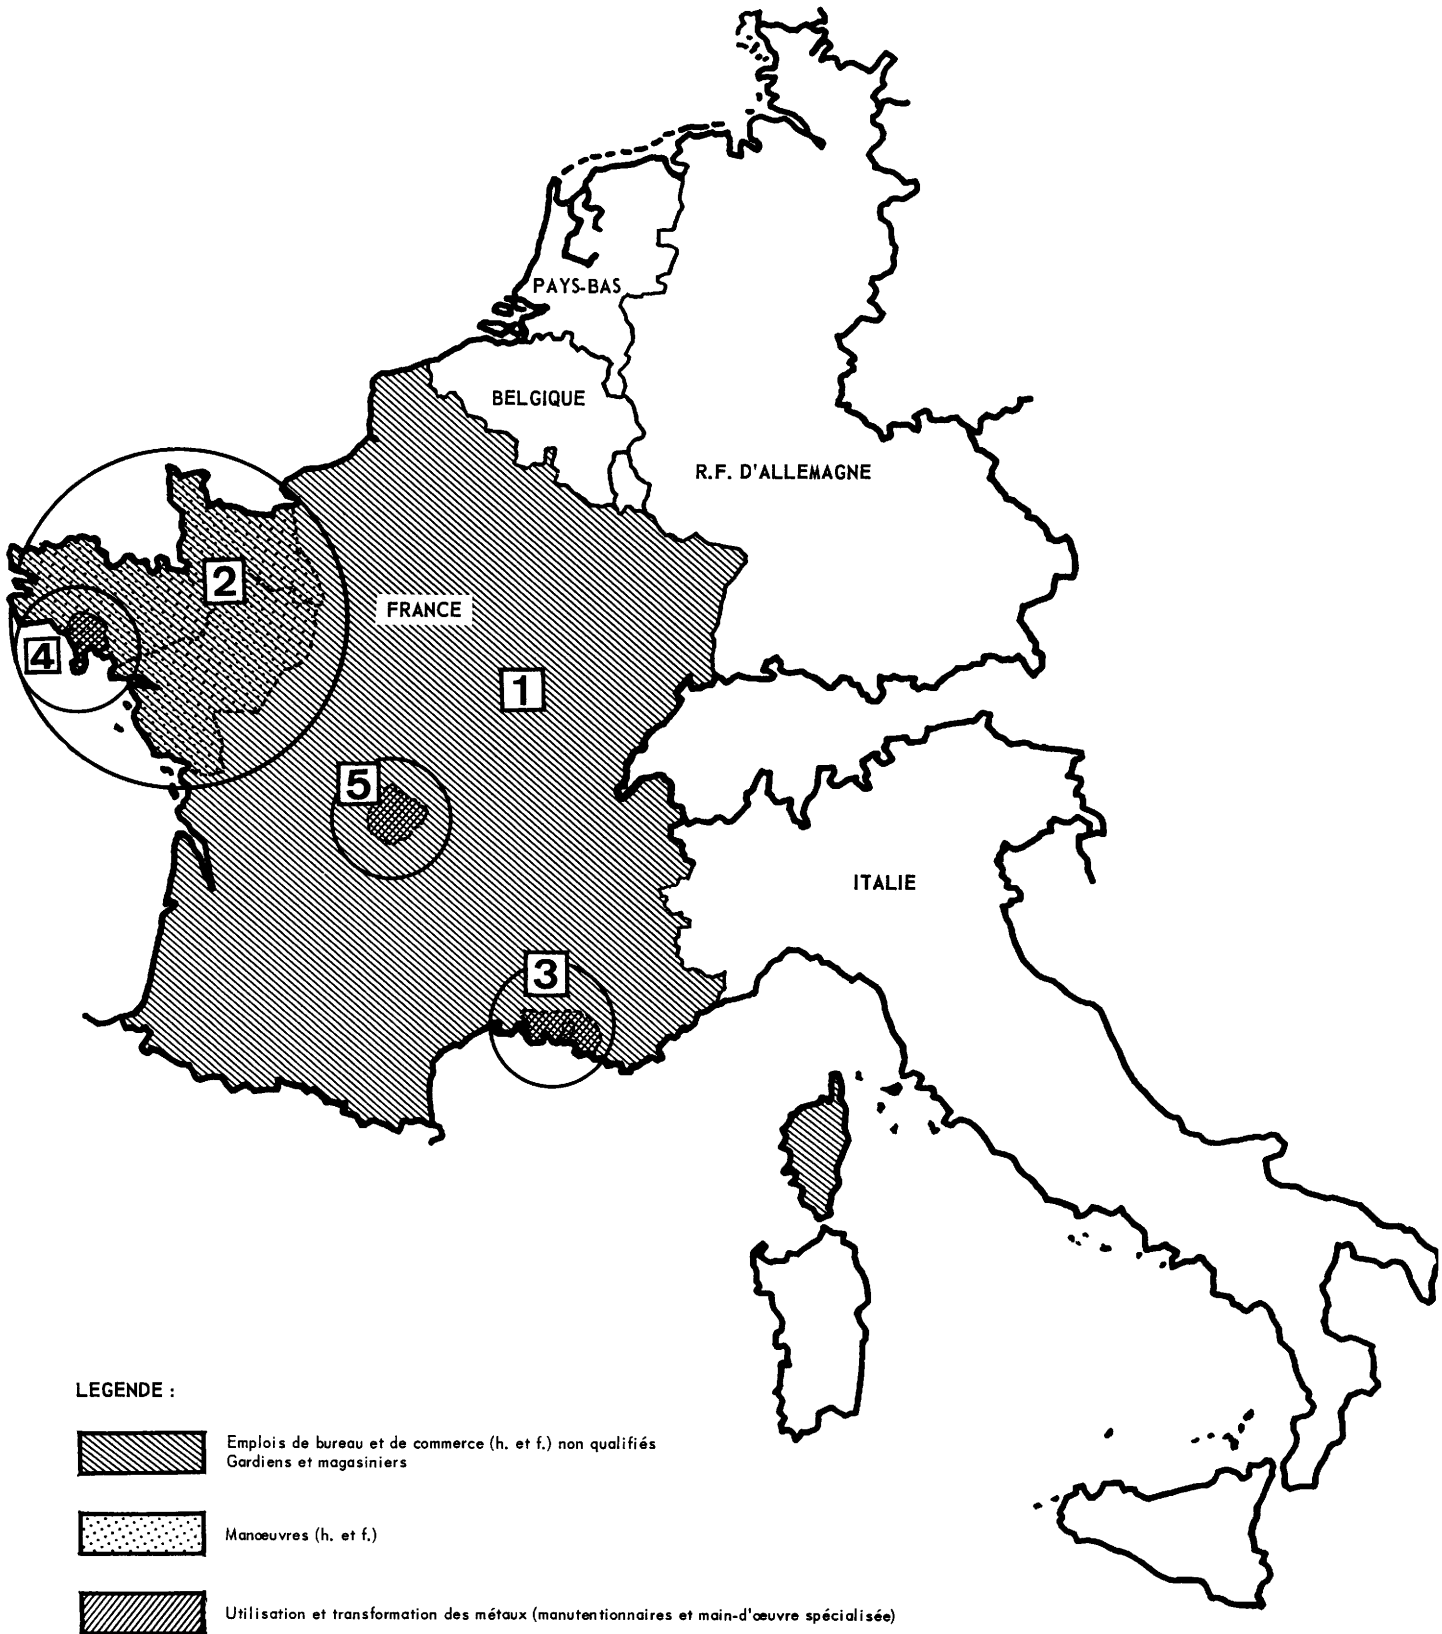 PAYS-BAS
BELGIQUE
R.F. D'ALLEMAGNE
2
FRANCE
4
1
5
ITALIE
3
LEGENDE :
Emplois de bureau et de commerce (h. et f.) non qualifiés
Gardiens et magasiniers
Manœuvres (h. et f.)
Utilisation et transformation des métaux (manutentionnaires et main-d'œuvre spécialisée)